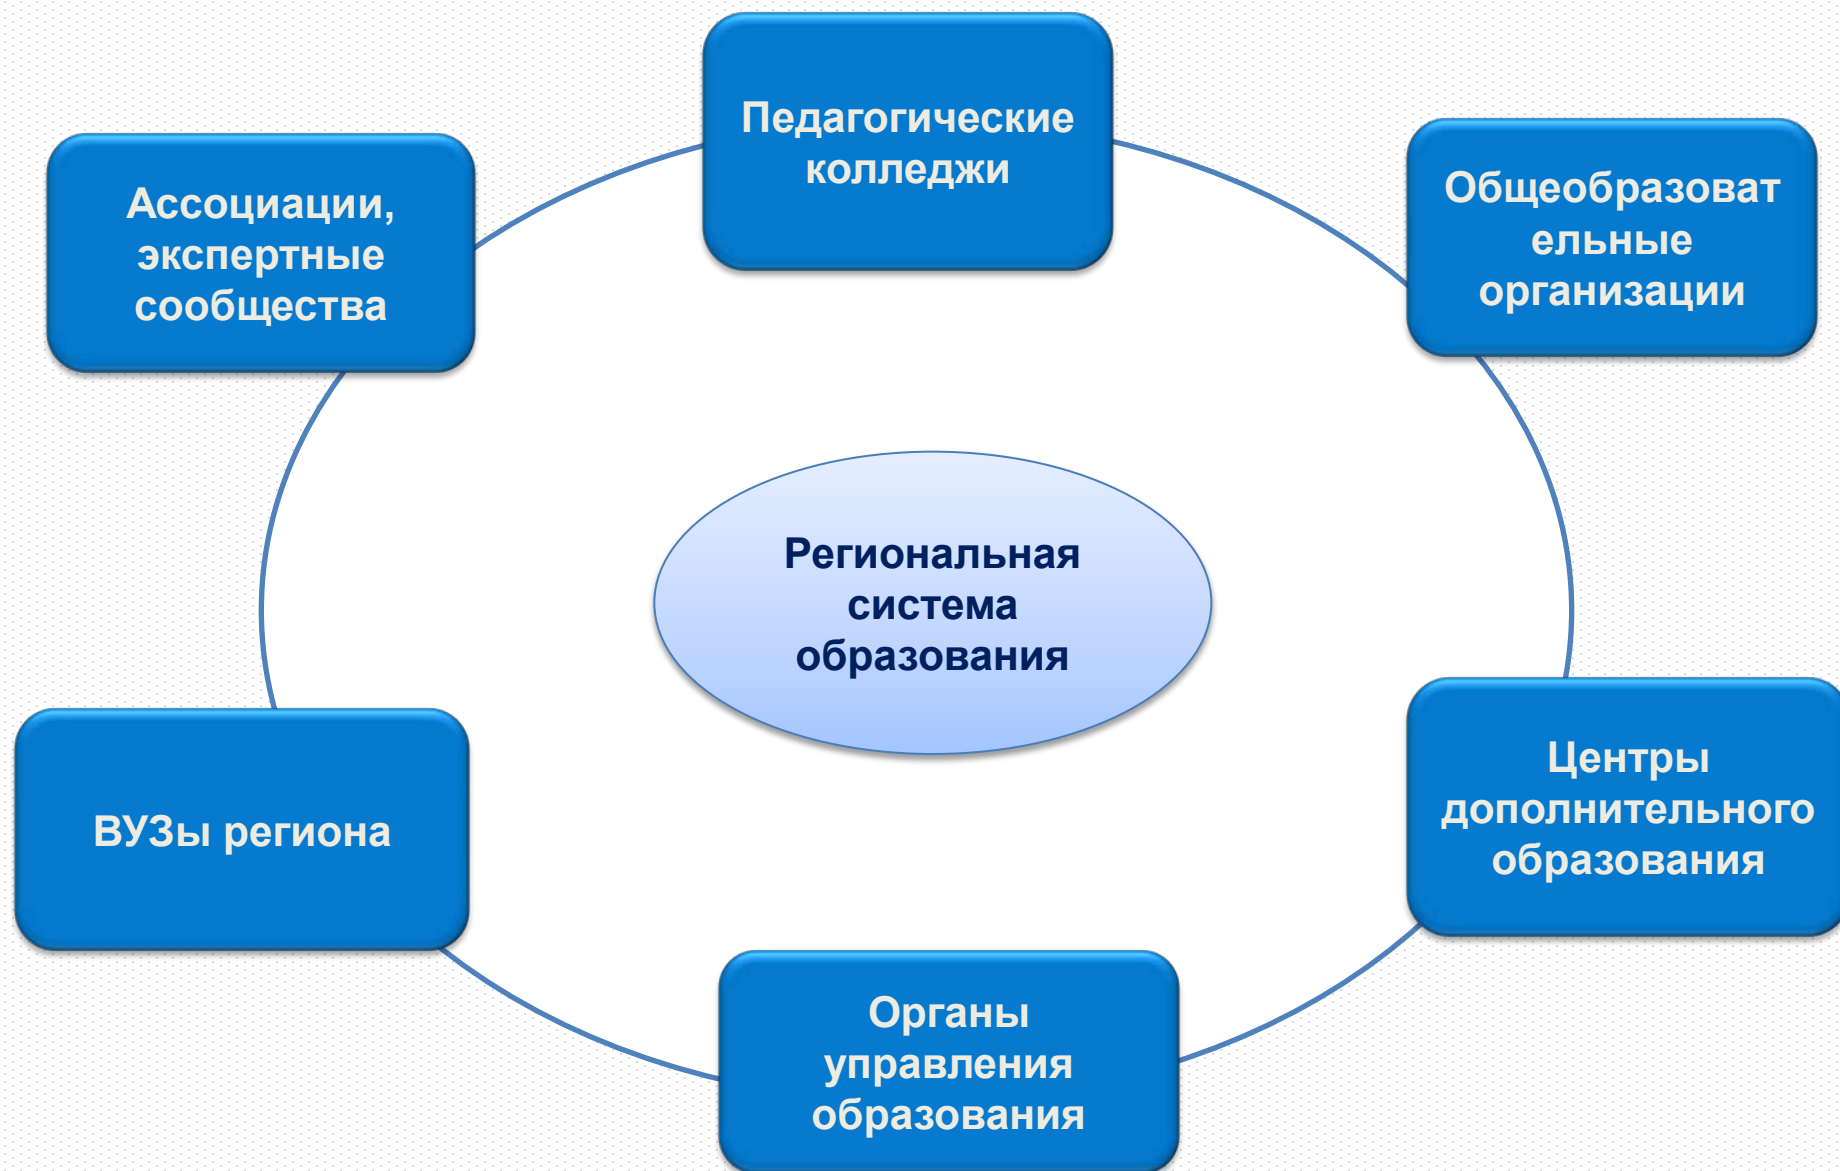 Педагогические
колледжи
Ассоциации,
экспертные
сообщества
Общеобразоват
ельные
организации
Региональная
система
образования
ВУЗы региона
Центры
дополнительного
образования
Органы
управления
образования